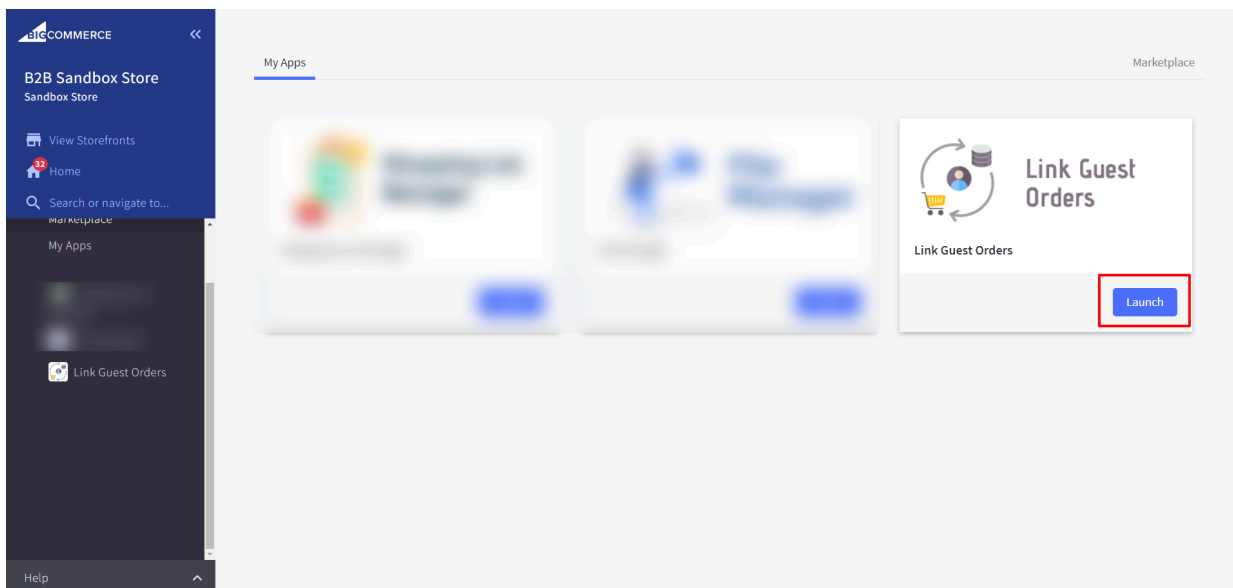 BIGCOMMERCE
B2B Sandbox Store
Sandbox Store
View Storefronts
32
Home
Search or navigate to...
Marketplace
My Apps
Link Guest Orders
Help
My Apps
Marketplace
Link Guest
Orders
Link Guest Orders
Launch